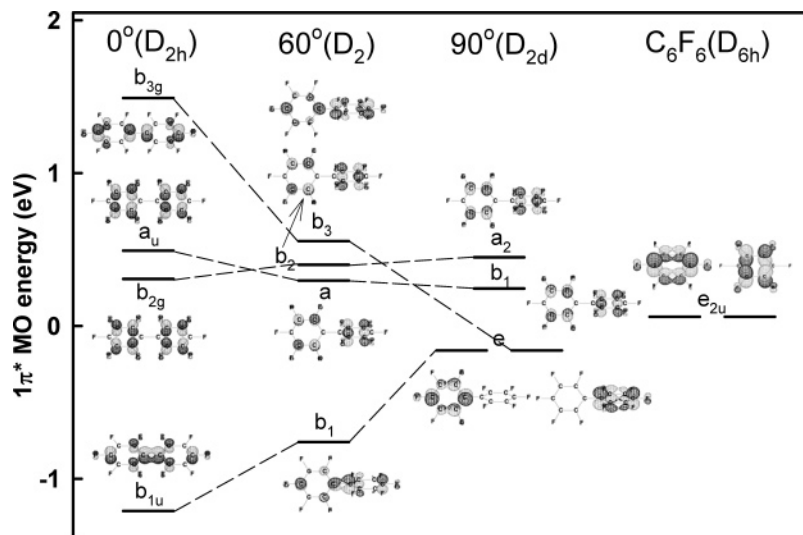 2
0°(D2h) 60°(D2) 90°(D2d) C6F6(D6h)
b3g
1
au
b3
b2
a2
b2g
a
b1
e2u
0
e
1π* MO energy (eV)
b1
-1
b1u